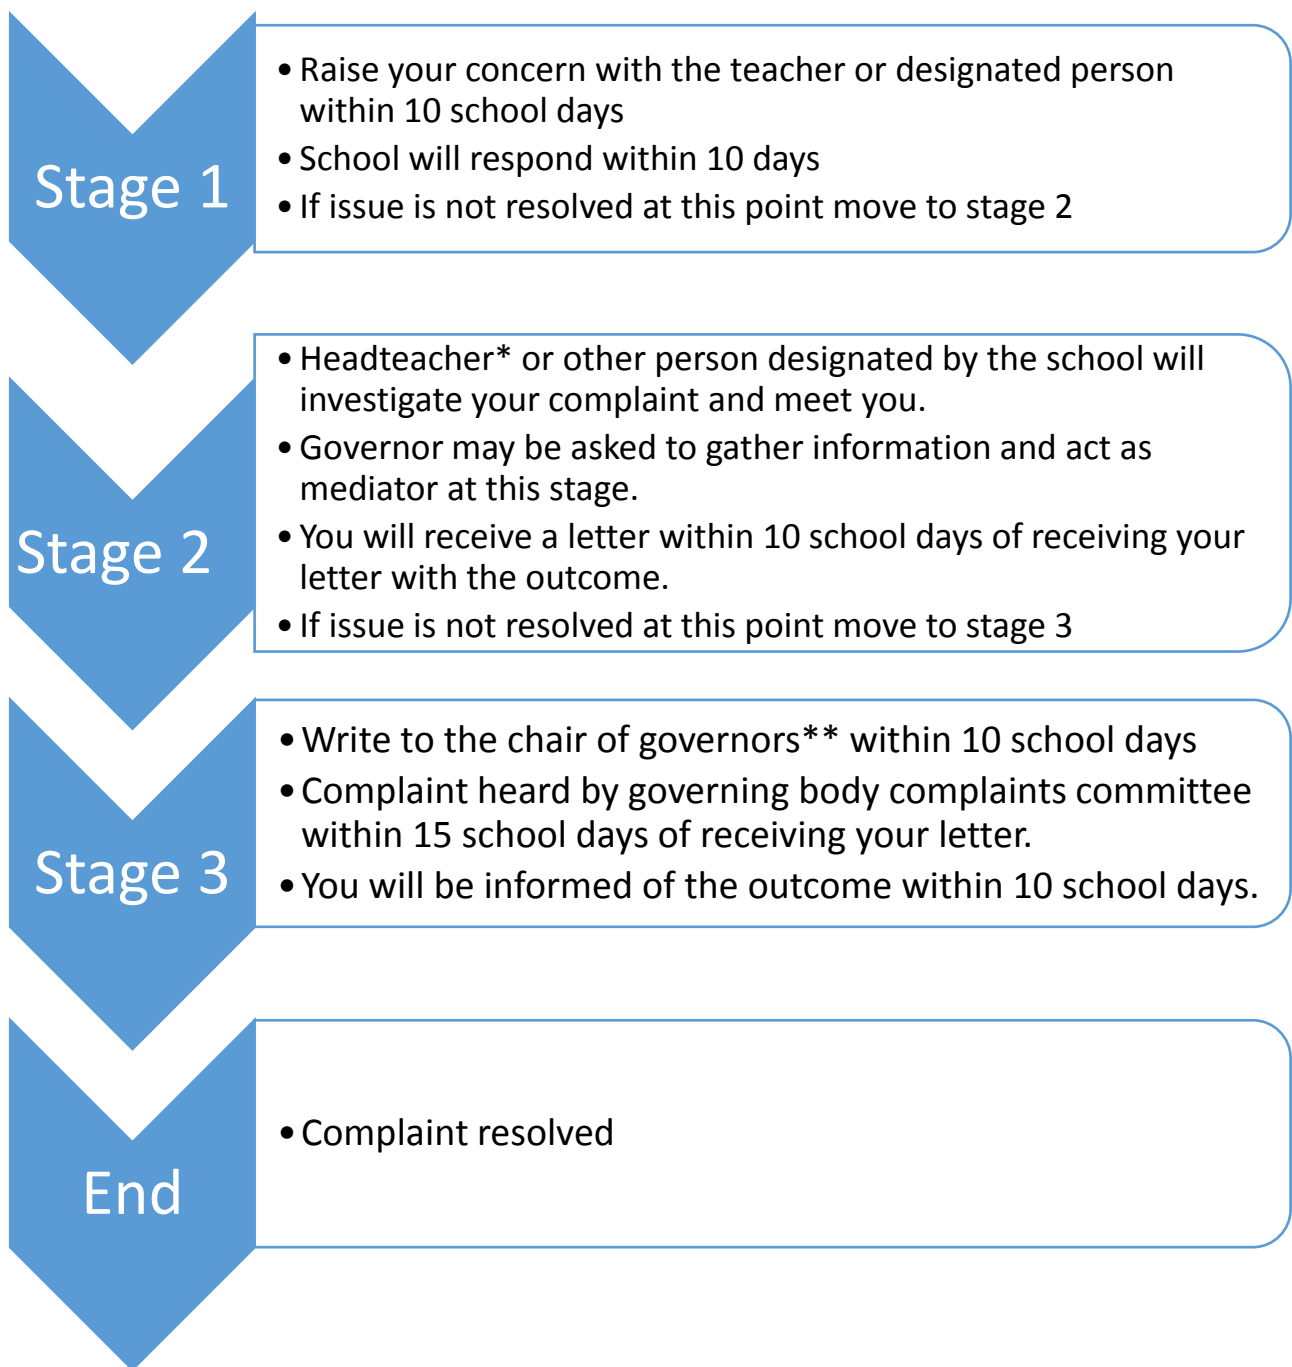 Stage 1
• Raise your concern with the teacher or designated person
within 10 school days
• School will respond within 10 days
• If issue is not resolved at this point move to stage 2
Stage 2
• Headteacher* or other person designated by the school will
investigate your complaint and meet you.
• Governor may be asked to gather information and act as
mediator at this stage.
• You will receive a letter within 10 school days of receiving your
letter with the outcome.
• If issue is not resolved at this point move to stage 3
Stage 3
• Write to the chair of governors** within 10 school days
• Complaint heard by governing body complaints committee
within 15 school days of receiving your letter.
• You will be informed of the outcome within 10 school days.
End
• Complaint resolved